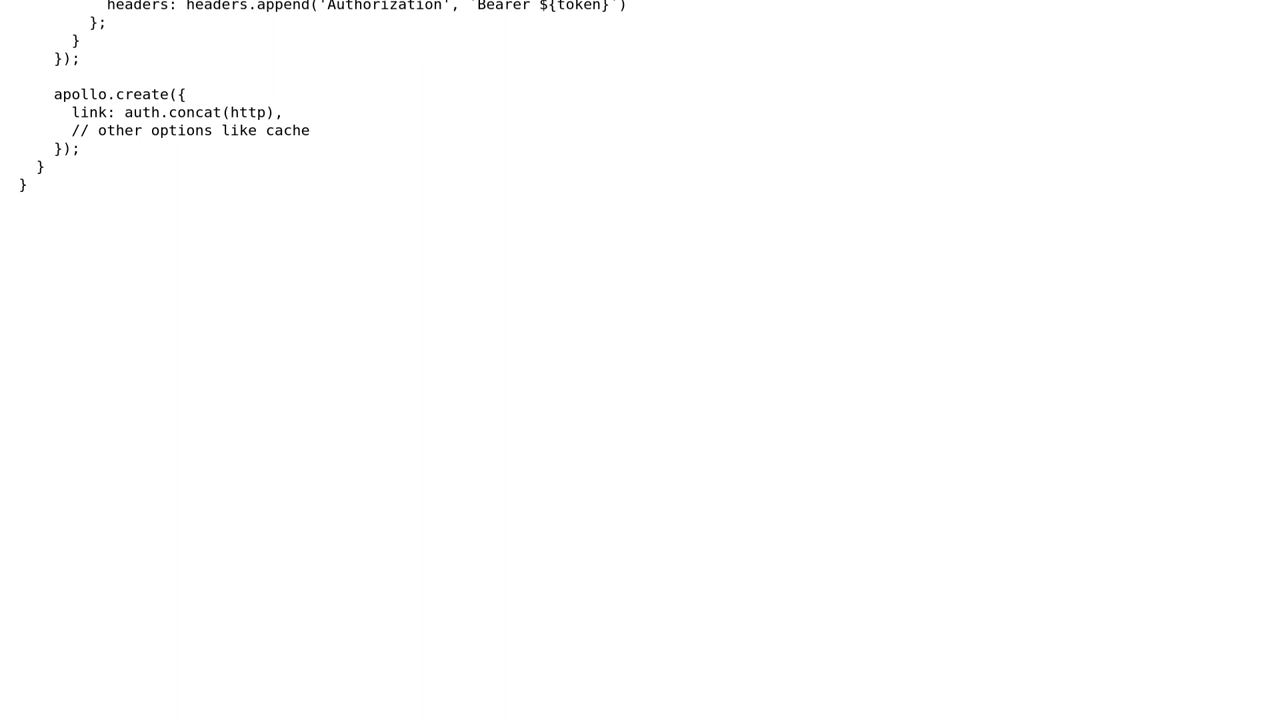 headers: headers.append('Authorization', `Bearer ${token}`)
};
}
});
apollo.create({
link: auth.concat(http),
// other options like cache
});
}
}